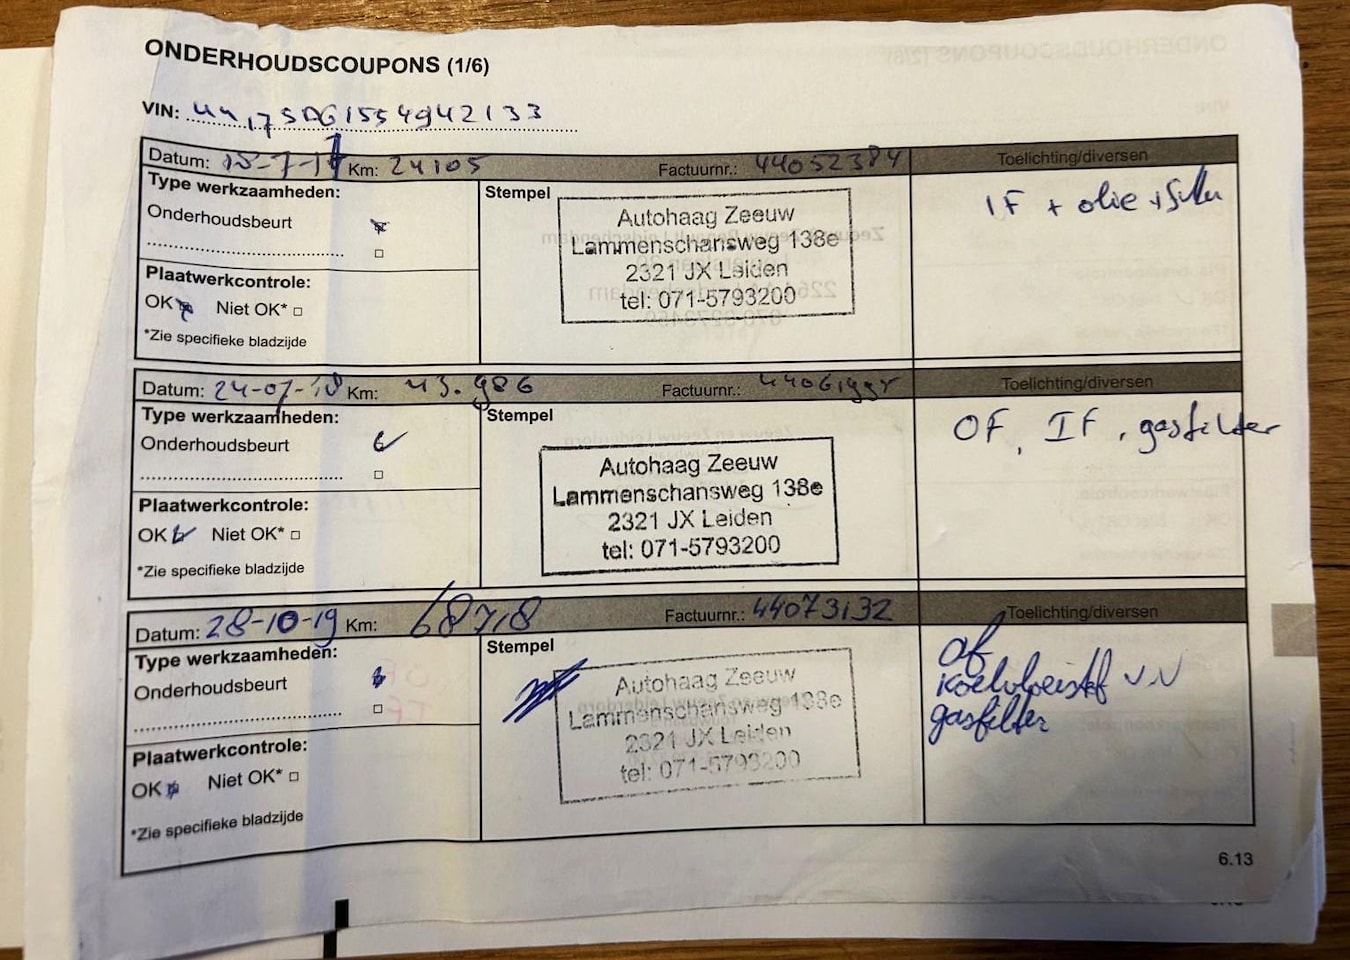 ONDERHOUDSCOUPONS (1/6)
VIN:
Datum: Km: 24105 Factuurnr.: 44052384 Toelichting/diversen
Type werkzaamheden: Stempel
IF + olie + filter
Onderhoudsbeurt
Plaatwerkcontrole:
OK Niet OK*
*Zie specifieke bladzijde
Autohaag Zeeuw
Lammenschansweg 138e
2321 JX Leiden
tel: 071-5793200
Datum: 24-07-18 Km: 43.986 Factuurnr.: Toelichting/diversen
Type werkzaamheden: Stempel
OF, IF, gasfilter
Onderhoudsbeurt
Plaatwerkcontrole:
OK Niet OK*
*Zie specifieke bladzijde
Autohaag Zeeuw
Lammenschansweg 138e
2321 JX Leiden
tel: 071-5793200
Datum: 28-10-19 Km: 68718 Factuurnr.: 44073132 Toelichting/diversen
Type werkzaamheden: Stempel
Onderhoudsbeurt
Plaatwerkcontrole:
OK Niet OK*
*Zie specifieke bladzijde
Autohaag Zeeuw
Lammenschansweg 138e
2321 JX Leiden
tel: 071-5793200
of
koelvloeistof v.v
gasfilter
6.13